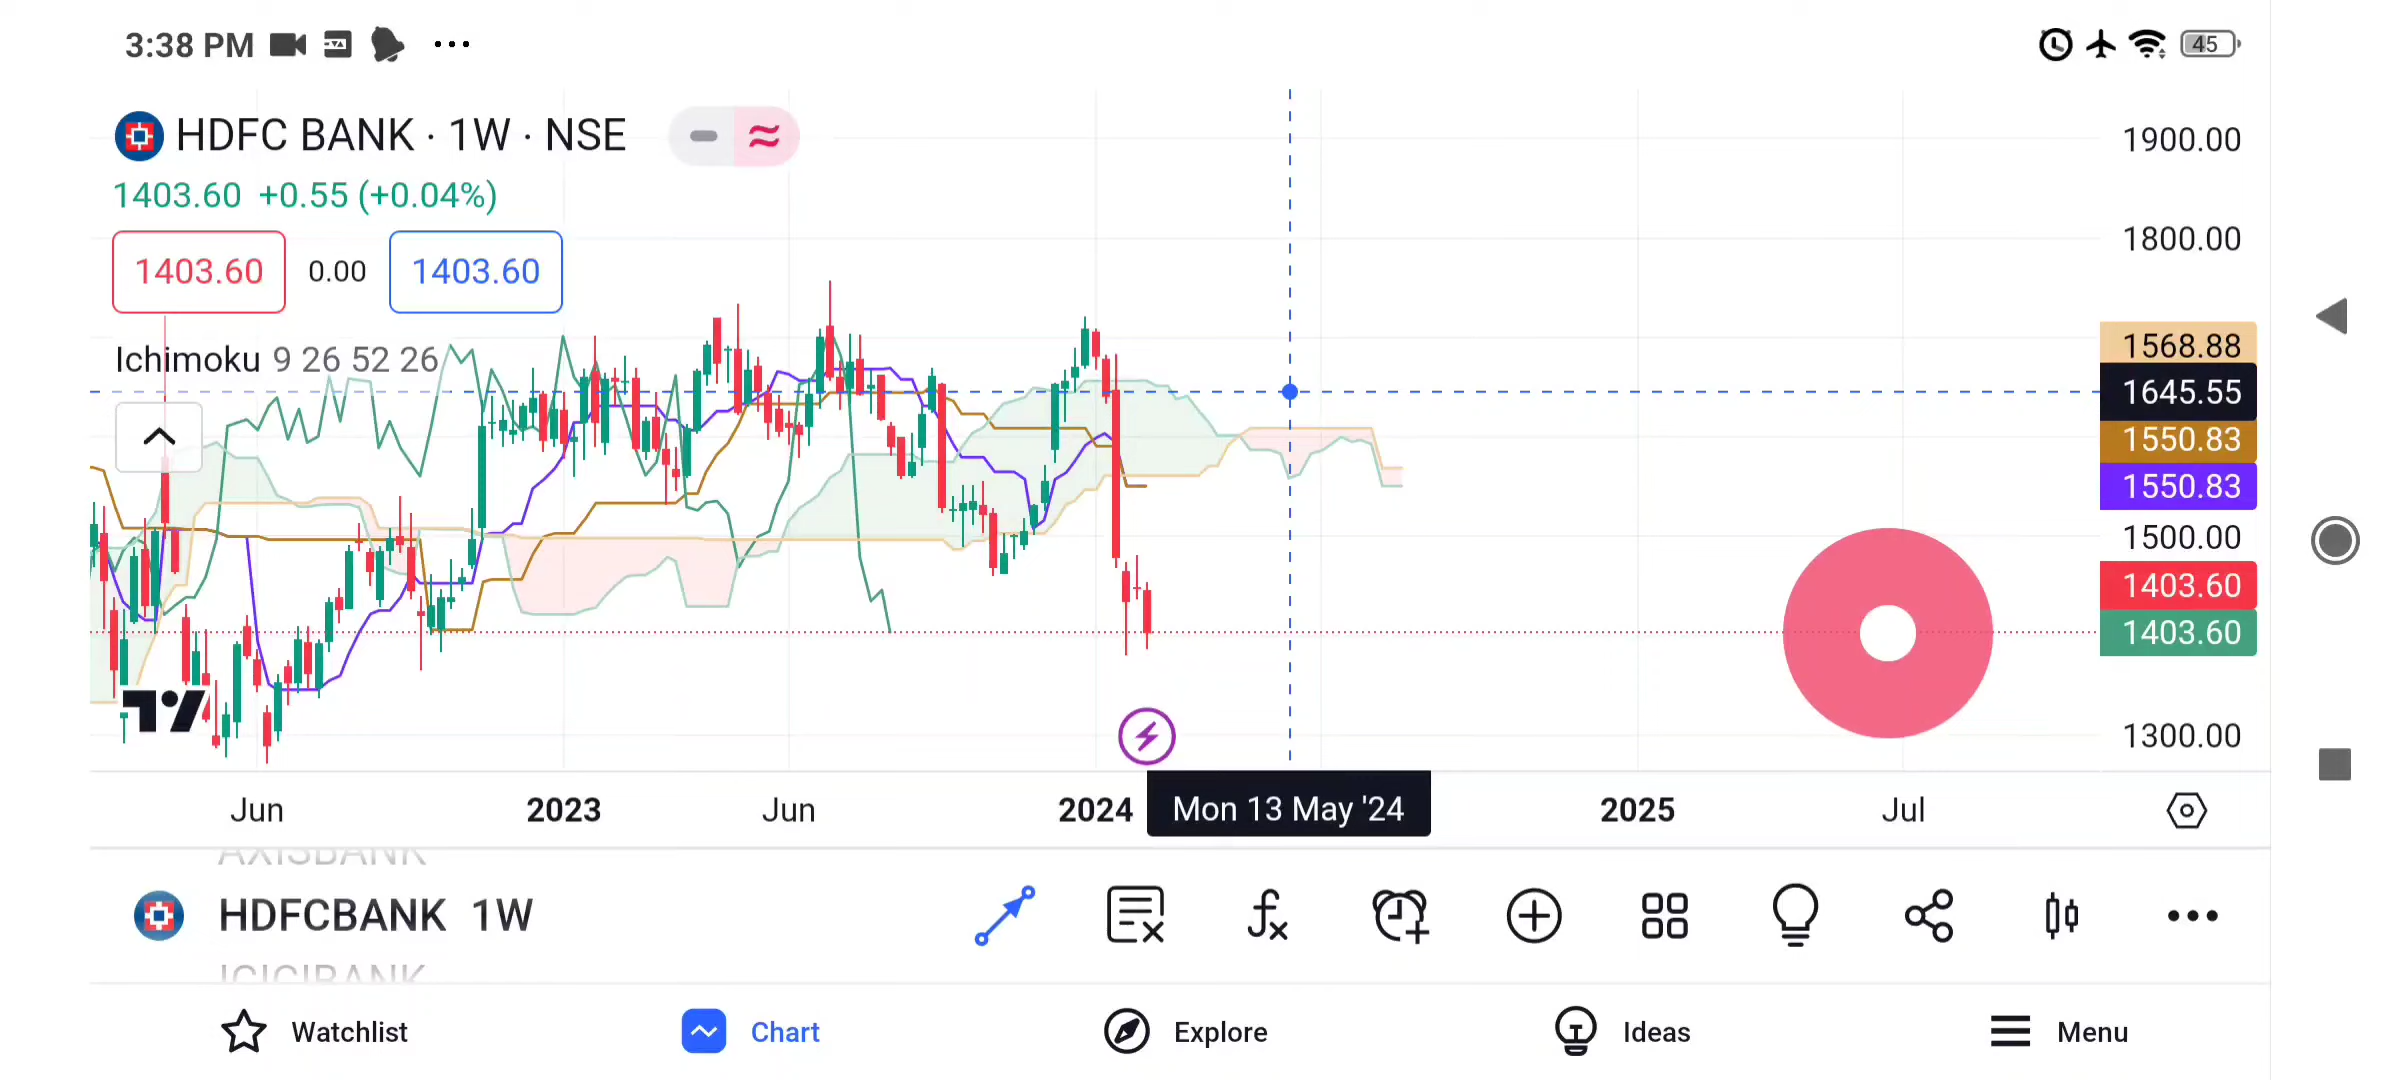 3:38 PM
45
HDFC BANK · 1W · NSE
1403.60 +0.55 (+0.04%)
1403.60 0.00 1403.60
Ichimoku 9 26 52 26
1900.00
1800.00
1568.88
1645.55
1550.83
1550.83
1500.00
1403.60
1403.60
1300.00
Jun 2023 Jun 2024 Mon 13 May '24 2025 Jul
AXISBANK
HDFCBANK 1W
ICICIBANK
Watchlist Chart Explore Ideas Menu